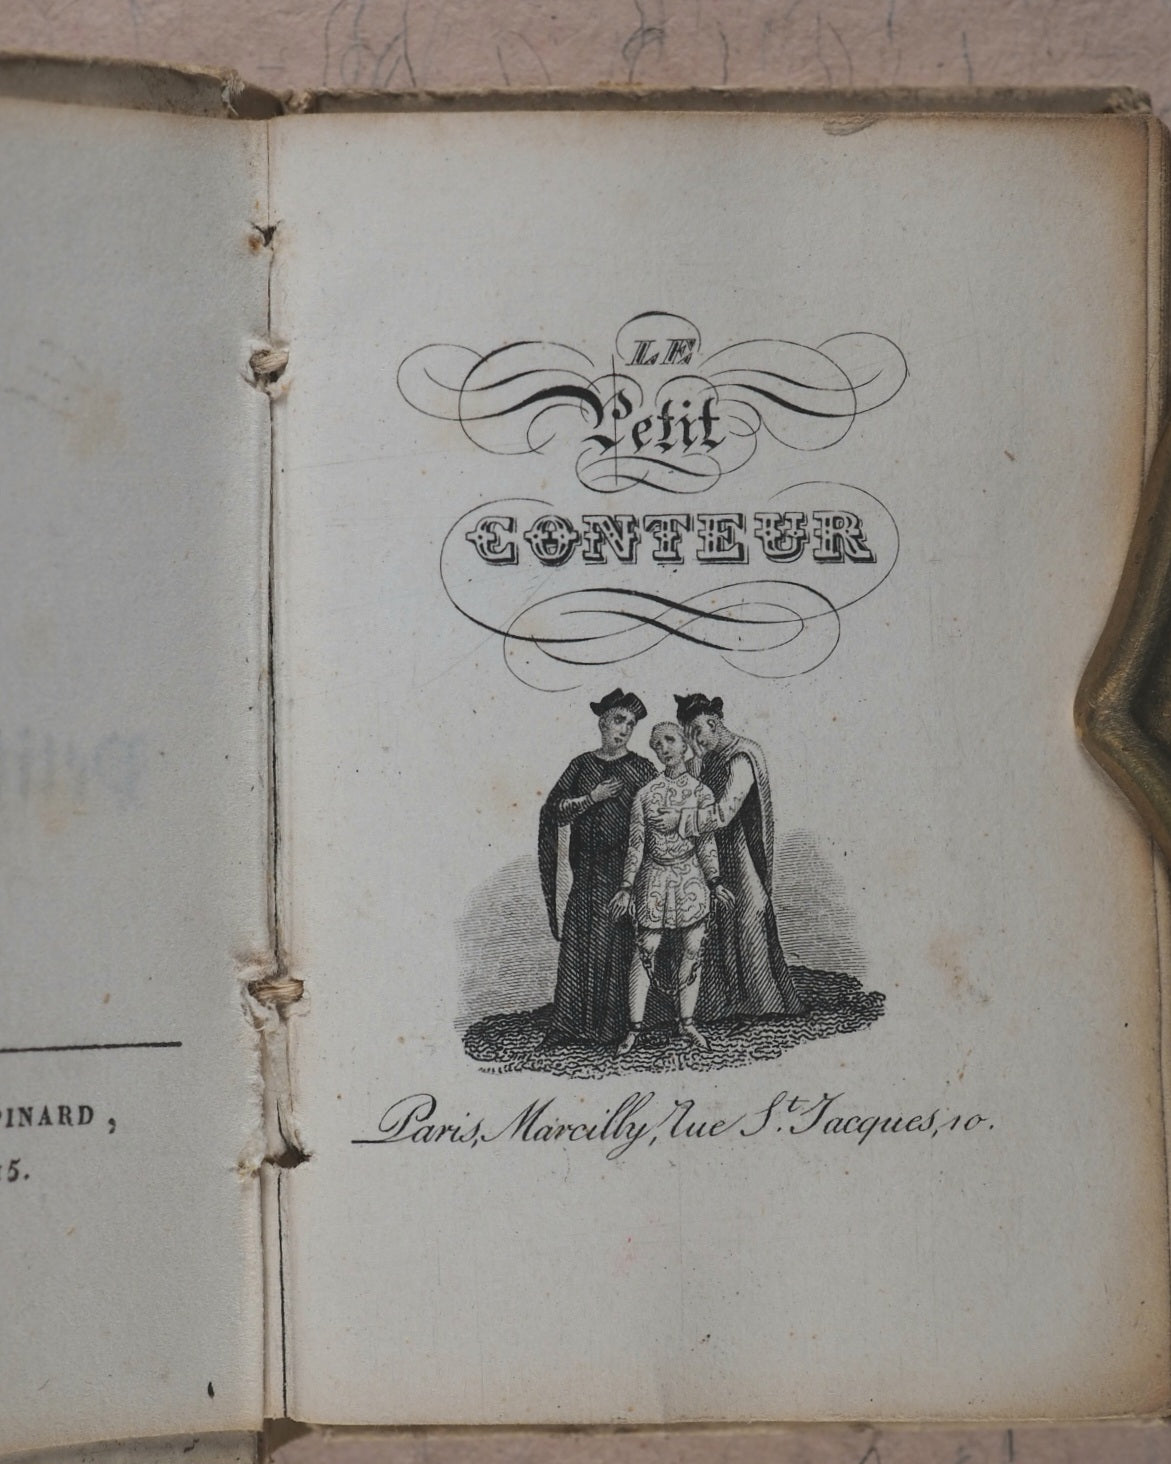 PINARD,
5.
LE
Petit
CONTEUR
Paris, Marcilly, Rue St. Jacques, 10.